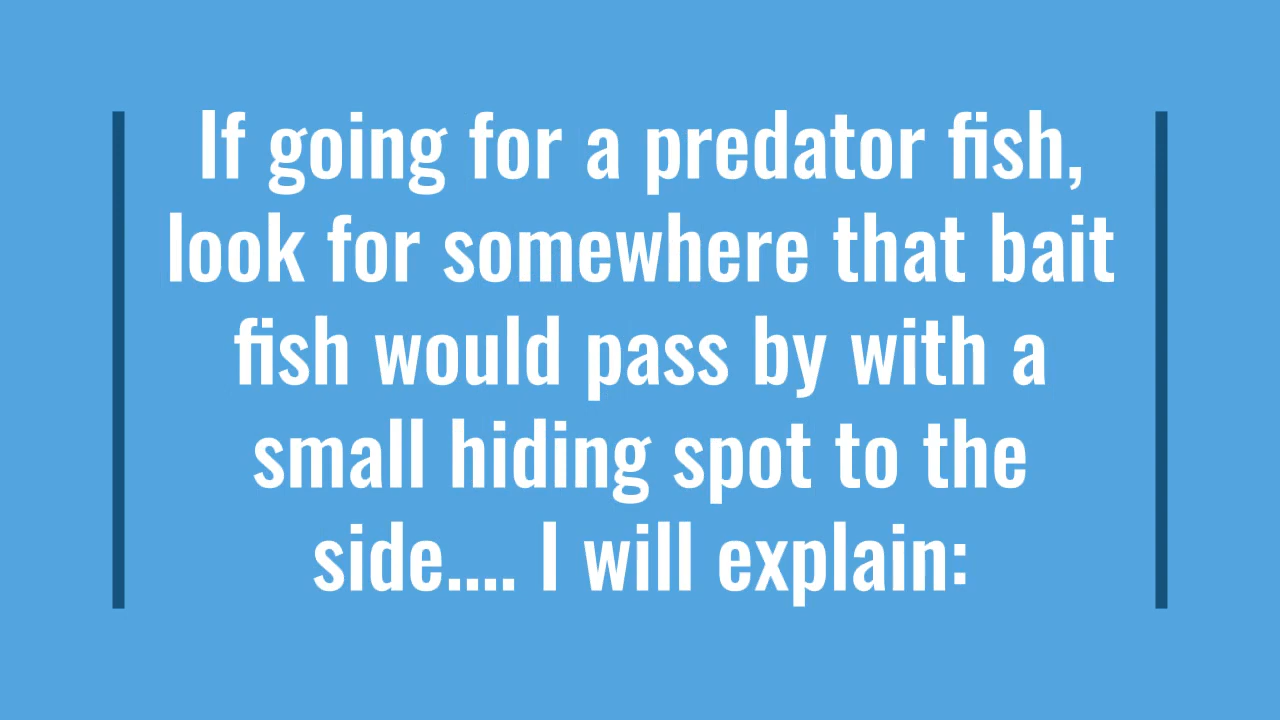 If going for a predator fish,
look for somewhere that bait
fish would pass by with a
small hiding spot to the
side.... I will explain: